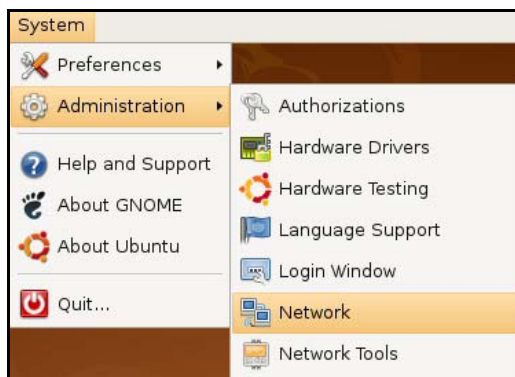 System
Preferences
Administration
Help and Support
About GNOME
About Ubuntu
Quit...
Authorizations
Hardware Drivers
Hardware Testing
Language Support
Login Window
Network
Network Tools